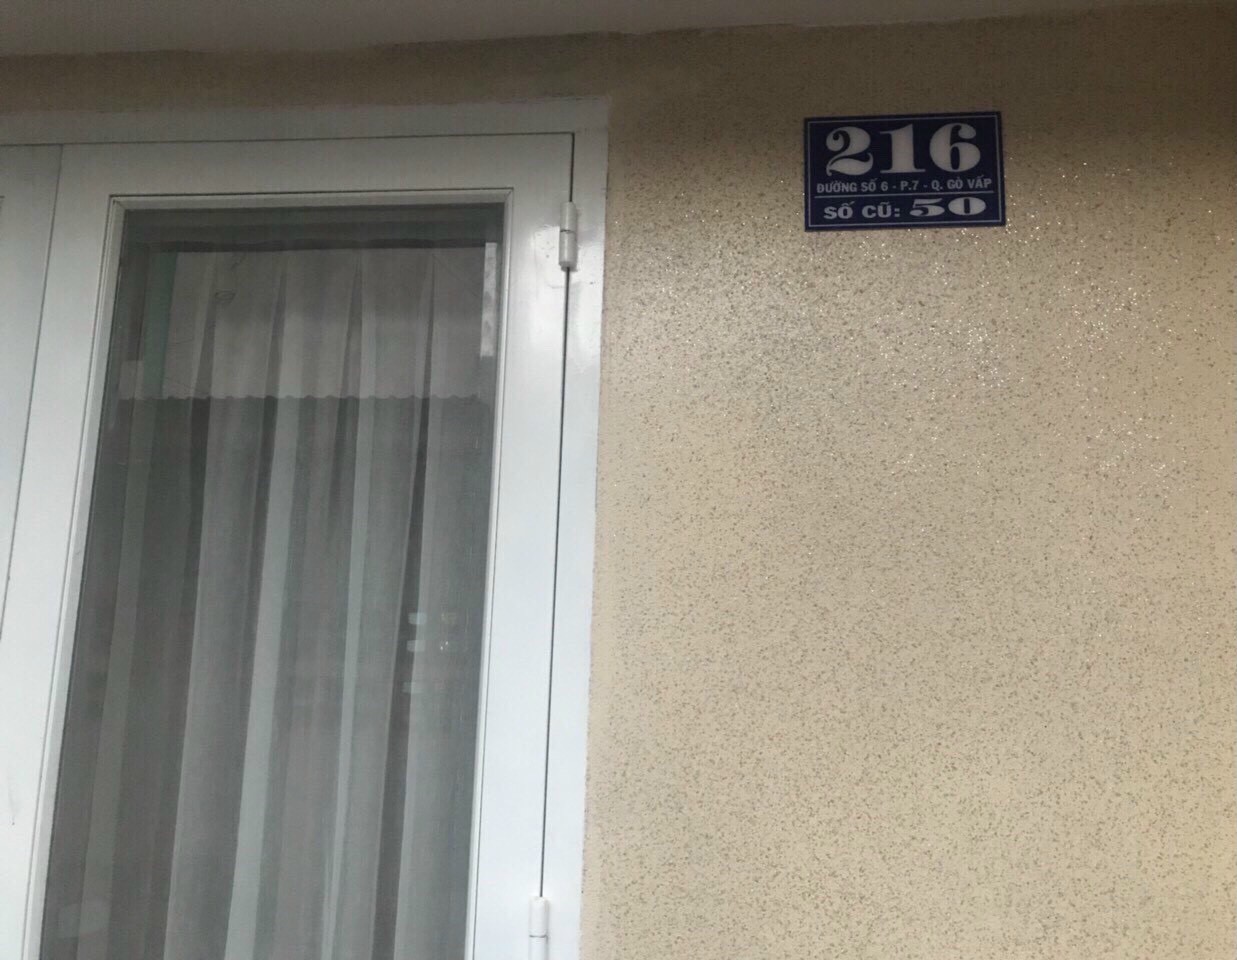 216
ĐƯỜNG SỐ 6 - P.7 - Q. GÒ VẤP
SỐ CŨ: 50